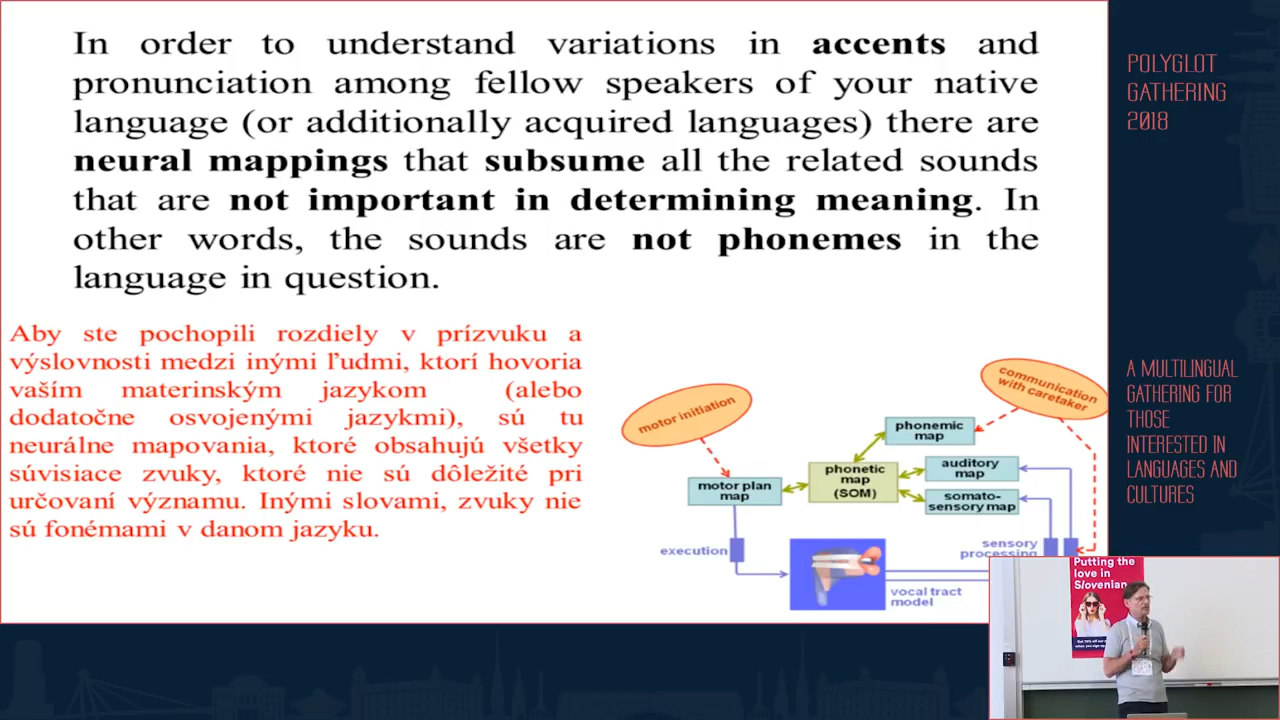 In order to understand variations in accents and
pronunciation among fellow speakers of your native
language (or additionally acquired languages) there are
neural mappings that subsume all the related sounds
that are not important in determining meaning. In
other words, the sounds are not phonemes in the
language in question.
Aby ste pochopili rozdiely v prízvuku a
výslovnosti medzi inými ľuďmi, ktorí hovoria
vaším materinským jazykom (alebo
dodatočne osvojenými jazykmi), sú tu
neurálne mapovania, ktoré obsahujú všetky
súvisiace zvuky, ktoré nie sú dôležité pri
určovaní významu. Inými slovami, zvuky nie
sú fonémami v danom jazyku.
motor initiation
communication
with caretaker
phonemic
map
phonetic
map
(SOM)
auditory
map
somato-
sensory map
motor plan
map
execution
sensory
processing
vocal tract
model
POLYGLOT
GATHERING
2018
A MULTILINGUAL
GATHERING FOR
THOSE
INTERESTED IN
LANGUAGES AND
CULTURES
Putting the
love in
Slovenian